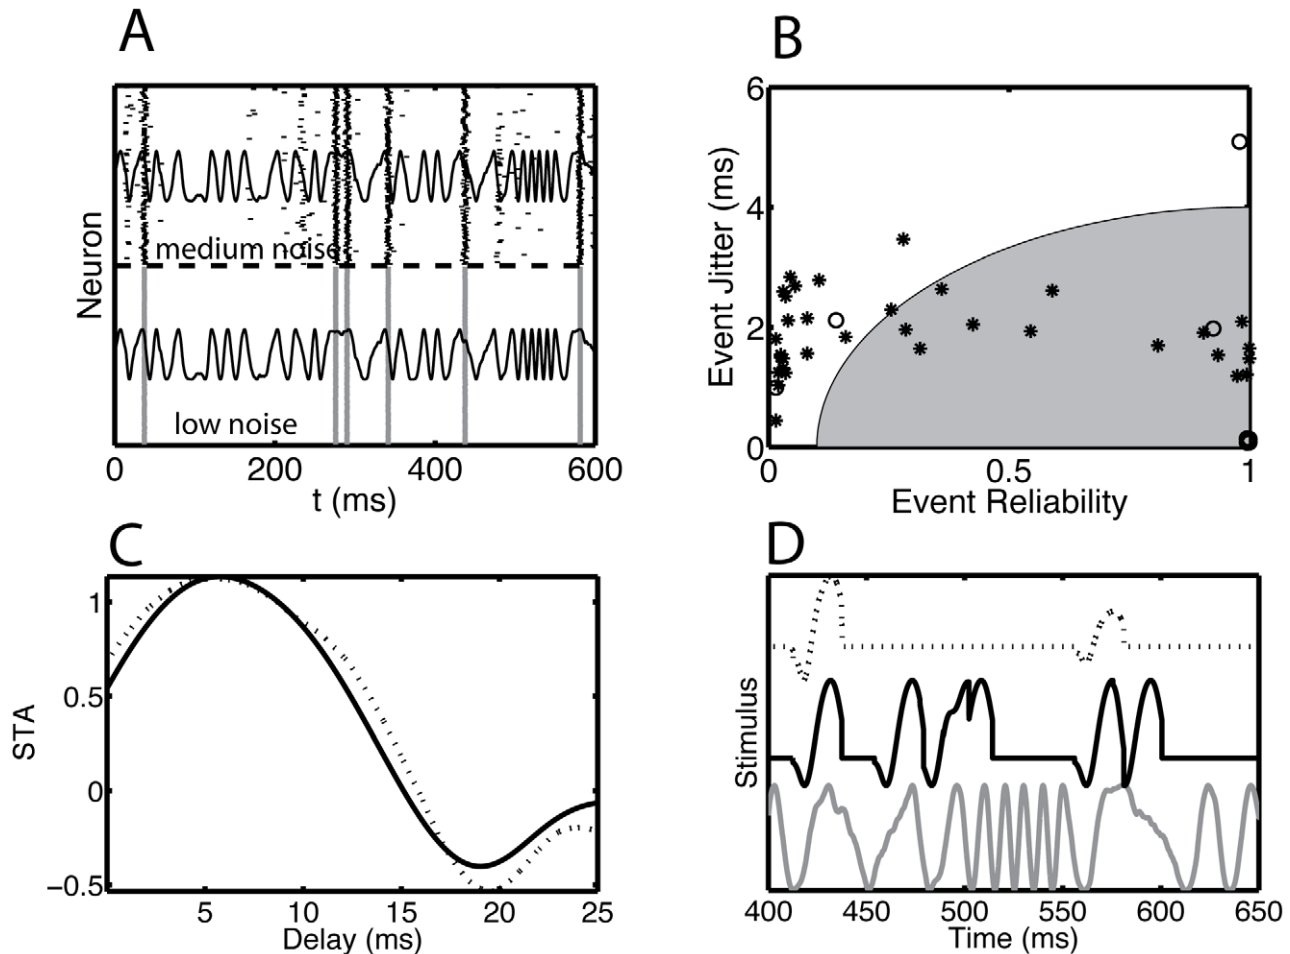 A
Neuron
medium noise
low noise
0 200 400 600
t (ms)
B
Event Jitter (ms)
6
4
2
0
0 0.5 1
Event Reliability
C
STA
1
0.5
0
−0.5
5 10 15 20 25
Delay (ms)
D
Stimulus
400 450 500 550 600 650
Time (ms)